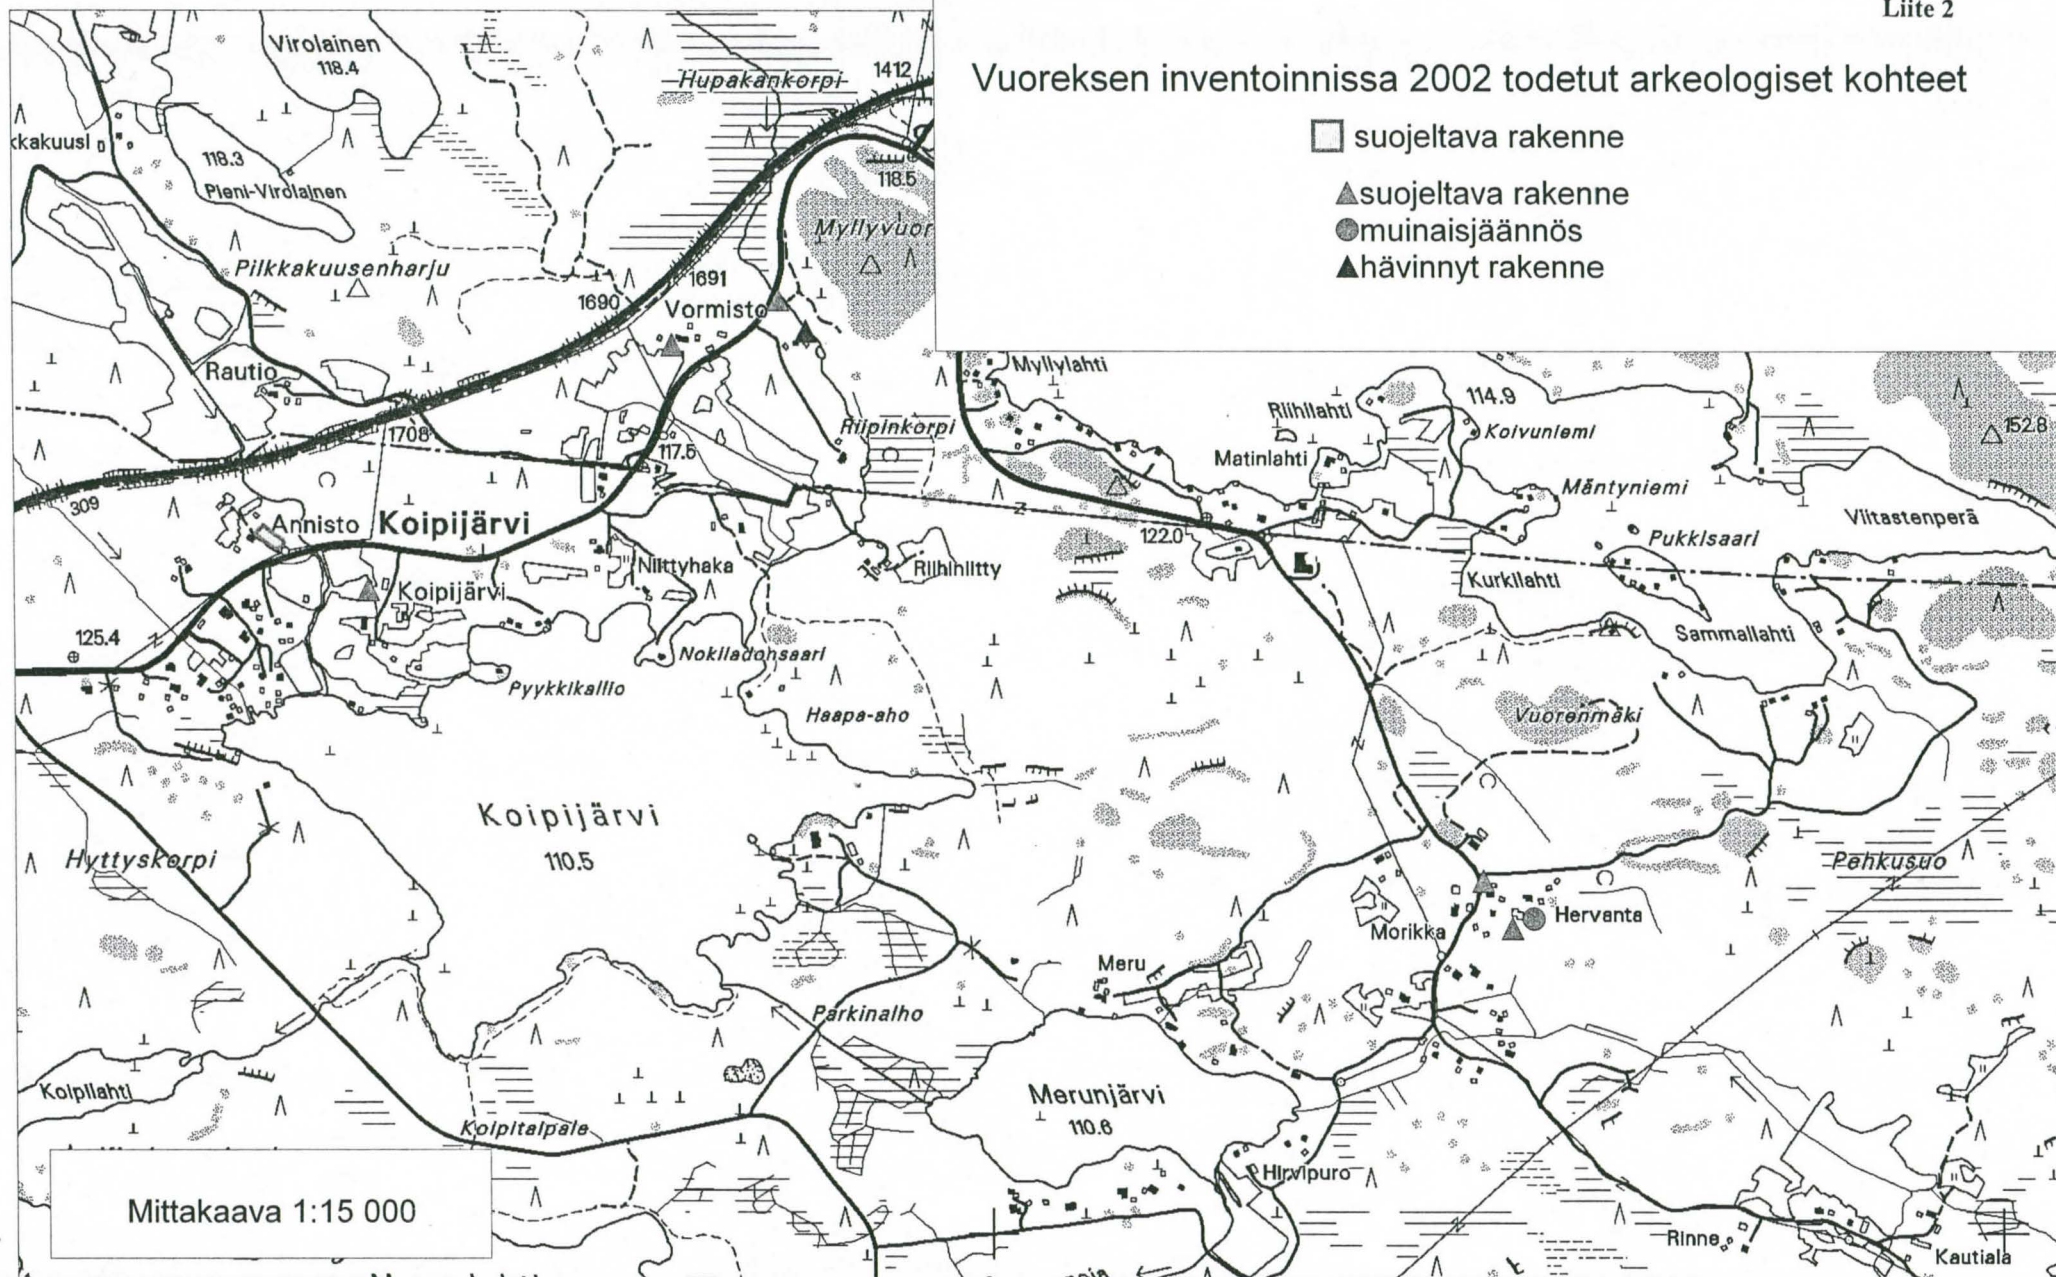 Liite 2
Vuoreksen inventoinnissa 2002 todetut arkeologiset kohteet
suojeltava rakenne
suojeltava rakenne
muinaisjäännös
hävinnyt rakenne
Virolainen
118.4
Hupakankorpi
1412
kkakuusi
118.3
Pieni-Virolainen
118.5
Myllyvuor
Pilkkakuusenharju
1691
1690
Vormisto
Rautio
Myllylahti
114.9
Riihilahti
Koivuniemi
152.8
1708
117.5
Riipinkorpi
Matinlahti
309
Mäntyniemi
Annisto
Koipijärvi
Viitastenperä
122.0
Pukkisaari
Niittyhaka
Riihiniitty
Kurkilahti
Koipijärvi
125.4
Sammallahti
Nokiladonsaari
Pyykkikallio
Haapa-aho
Vuorenmäki
Koipijärvi
110.5
Hyttyskorpi
Pehkusuo
Hervanta
Morikka
Meru
Parkinalho
Koipilahti
Merunjärvi
110.6
Koipitaipale
Hirvipuro
Mittakaava 1:15 000
Rinne
Kautiala